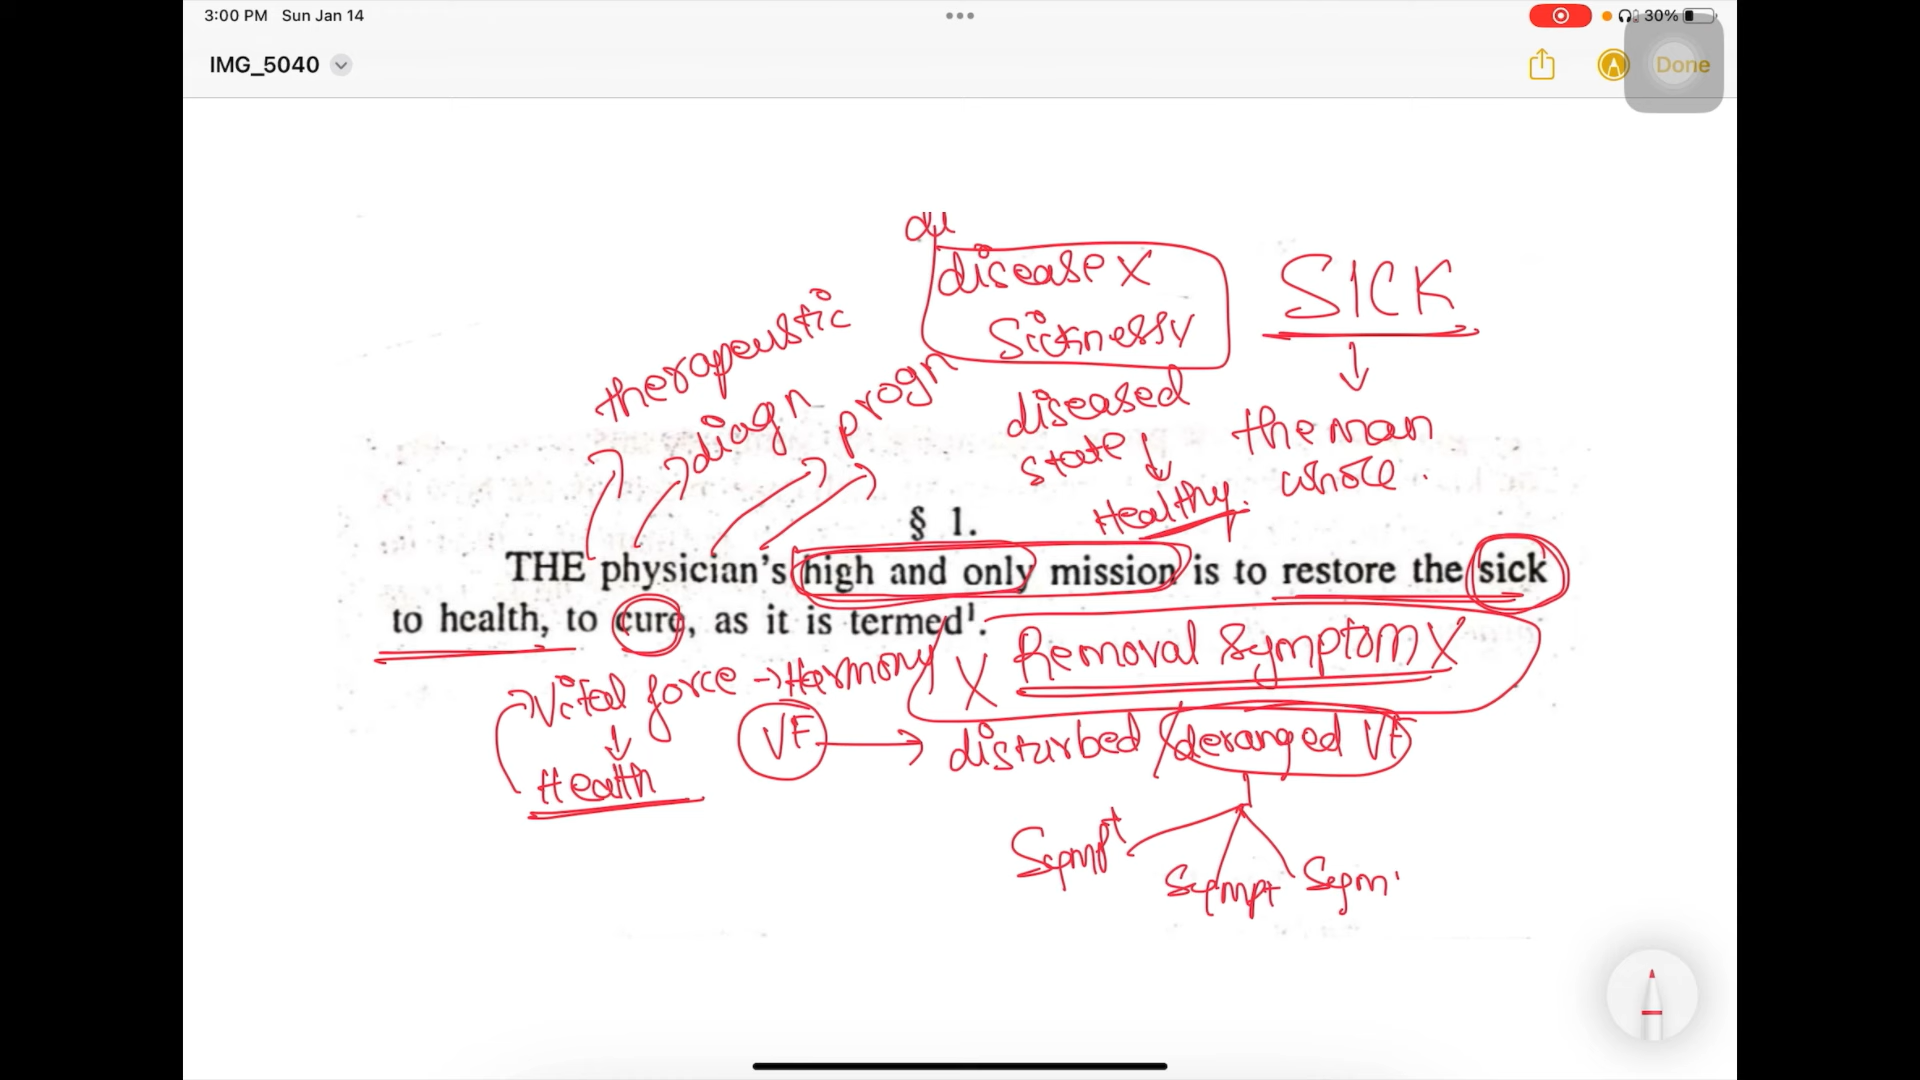 3:00 PM Sun Jan 14
30%
IMG_5040
Done
disease X
Sickness
SICK
therapeustic
diagn
progn
diseased
state
Healthy.
the man
whole.
§ 1.
THE physician's high and only mission is to restore the sick
to health, to cure, as it is termed¹.
X Removal Symptom X
Vital force → Harmony
Health
VF → disturbed / deranged VF
Sympt
Sympt Sym.